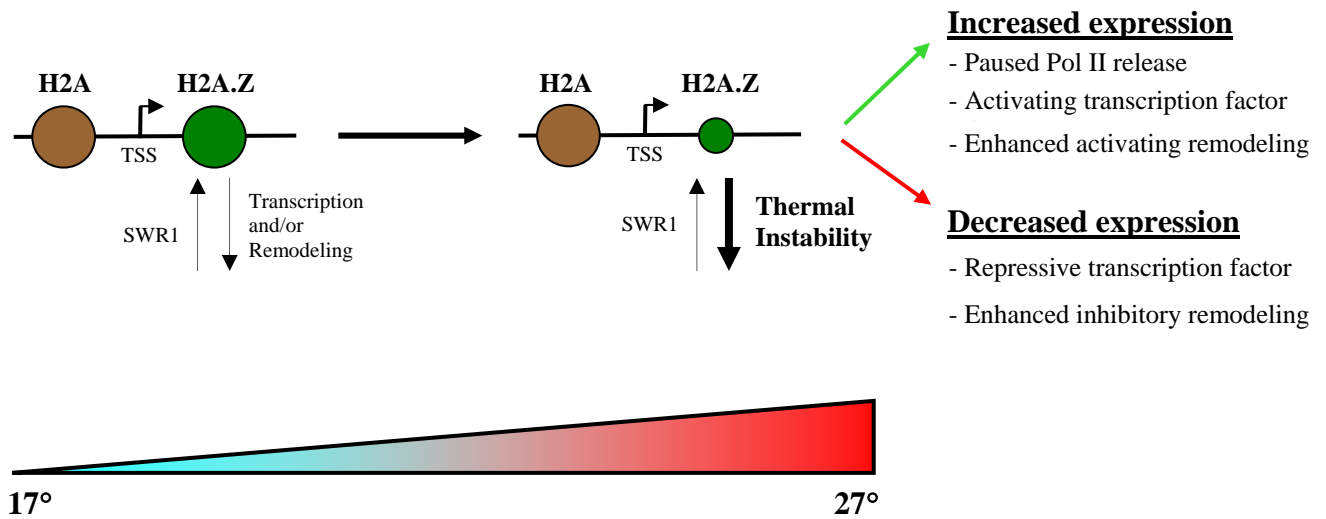 H2A
H2A.Z
TSS
SWR1
Transcription
and/or
Remodeling
H2A
H2A.Z
TSS
SWR1
Thermal
Instability
Increased expression
- Paused Pol II release
- Activating transcription factor
- Enhanced activating remodeling
Decreased expression
- Repressive transcription factor
- Enhanced inhibitory remodeling
17°
27°